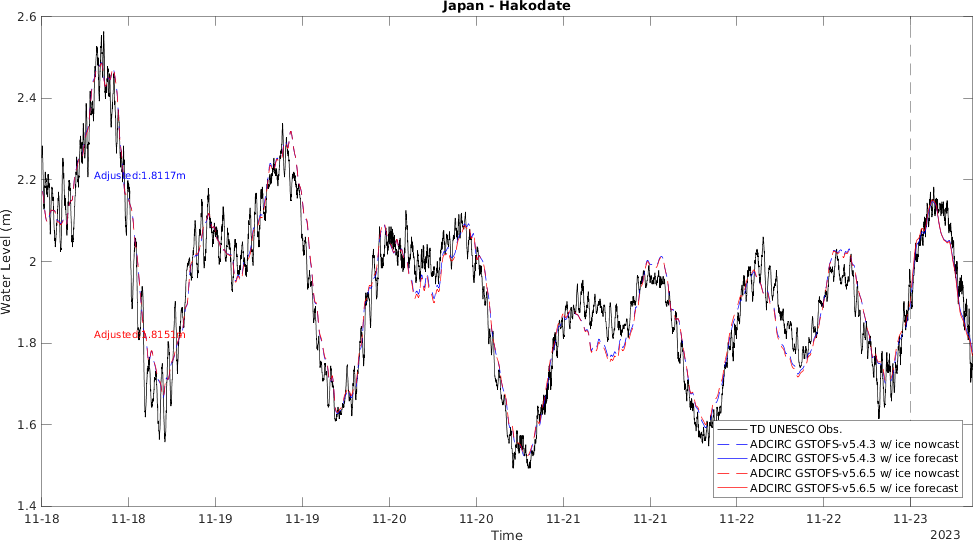 Japan - Hakodate
2.6
2.4
2.2
2
1.8
1.6
1.4
Water Level (m)
Adjusted:1.8117m
Adjusted:1.8151m
TD UNESCO Obs.
ADCIRC GSTOFS-v5.4.3 w/ ice nowcast
ADCIRC GSTOFS-v5.4.3 w/ ice forecast
ADCIRC GSTOFS-v5.6.5 w/ ice nowcast
ADCIRC GSTOFS-v5.6.5 w/ ice forecast
11-18 11-18 11-19 11-19 11-20 11-20 11-21 11-21 11-22 11-22 11-23
Time
2023